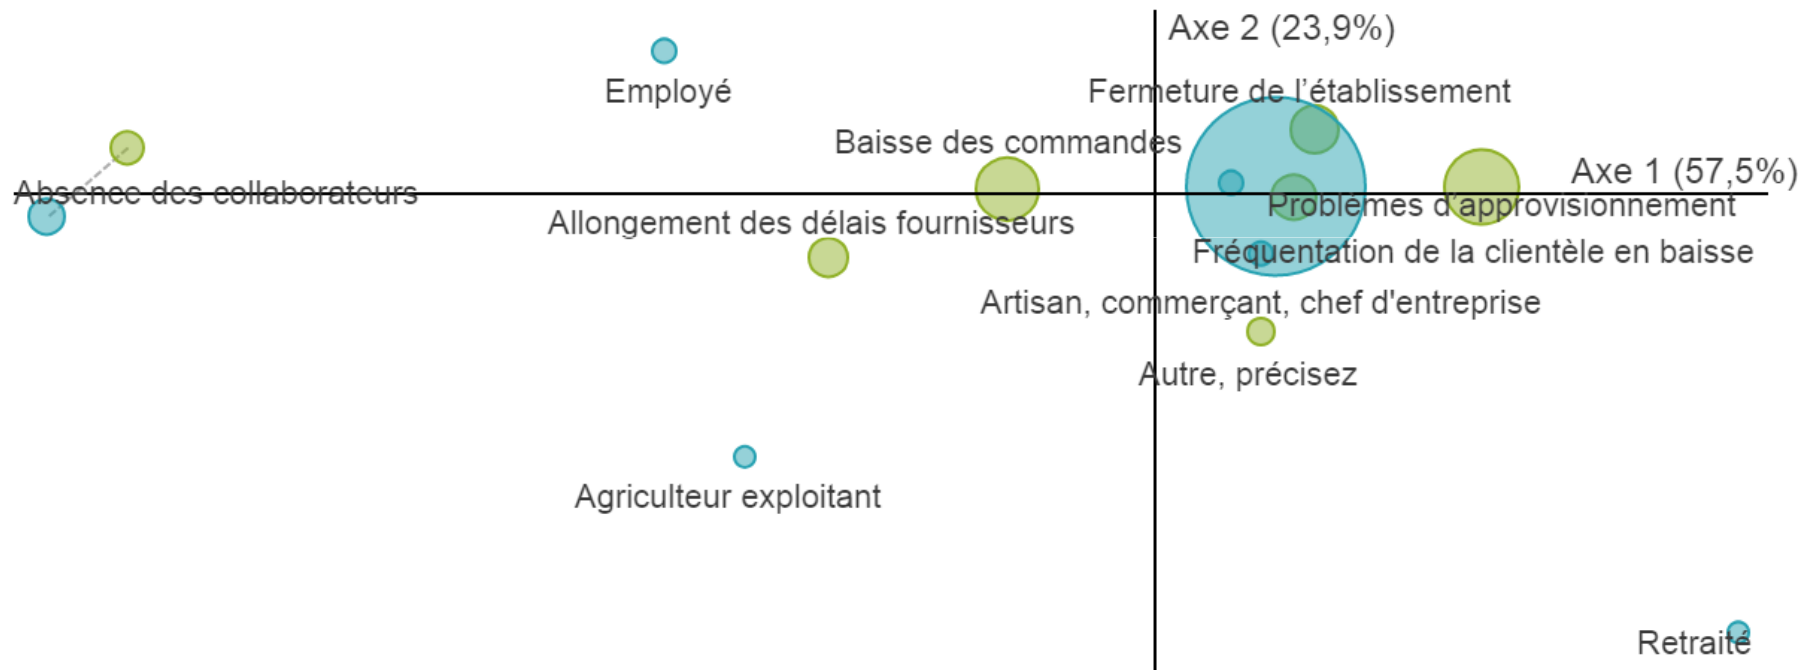 Axe 2 (23,9%)
Employé
Fermeture de l’établissement
Baisse des commandes
Axe 1 (57,5%)
Absence des collaborateurs
Problèmes d’approvisionnement
Allongement des délais fournisseurs
Fréquentation de la clientèle en baisse
Artisan, commerçant, chef d'entreprise
Autre, précisez
Agriculteur exploitant
Retraité